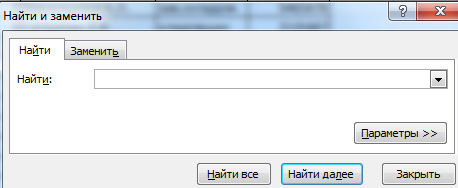 Найти и заменить
Найти Заменить
Найти:
Параметры >>
Найти все Найти далее Закрыть